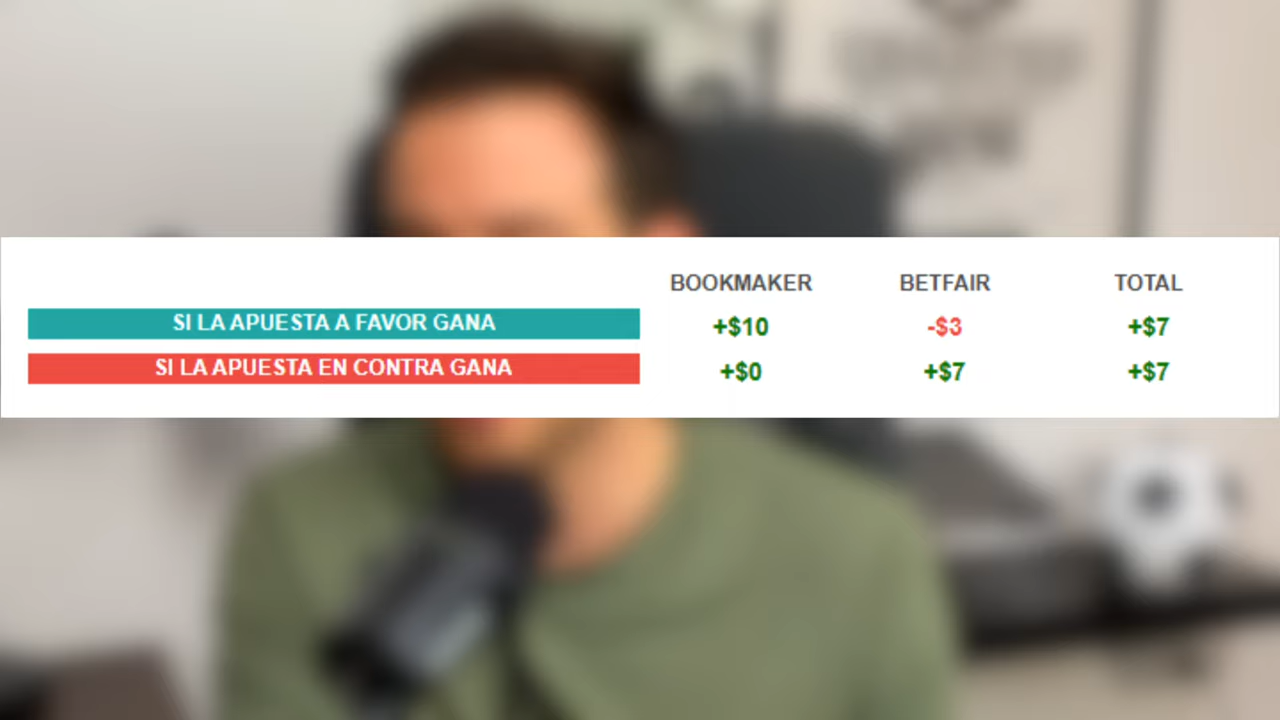 BOOKMAKER BETFAIR TOTAL
SI LA APUESTA A FAVOR GANA +$10 -$3 +$7
SI LA APUESTA EN CONTRA GANA +$0 +$7 +$7